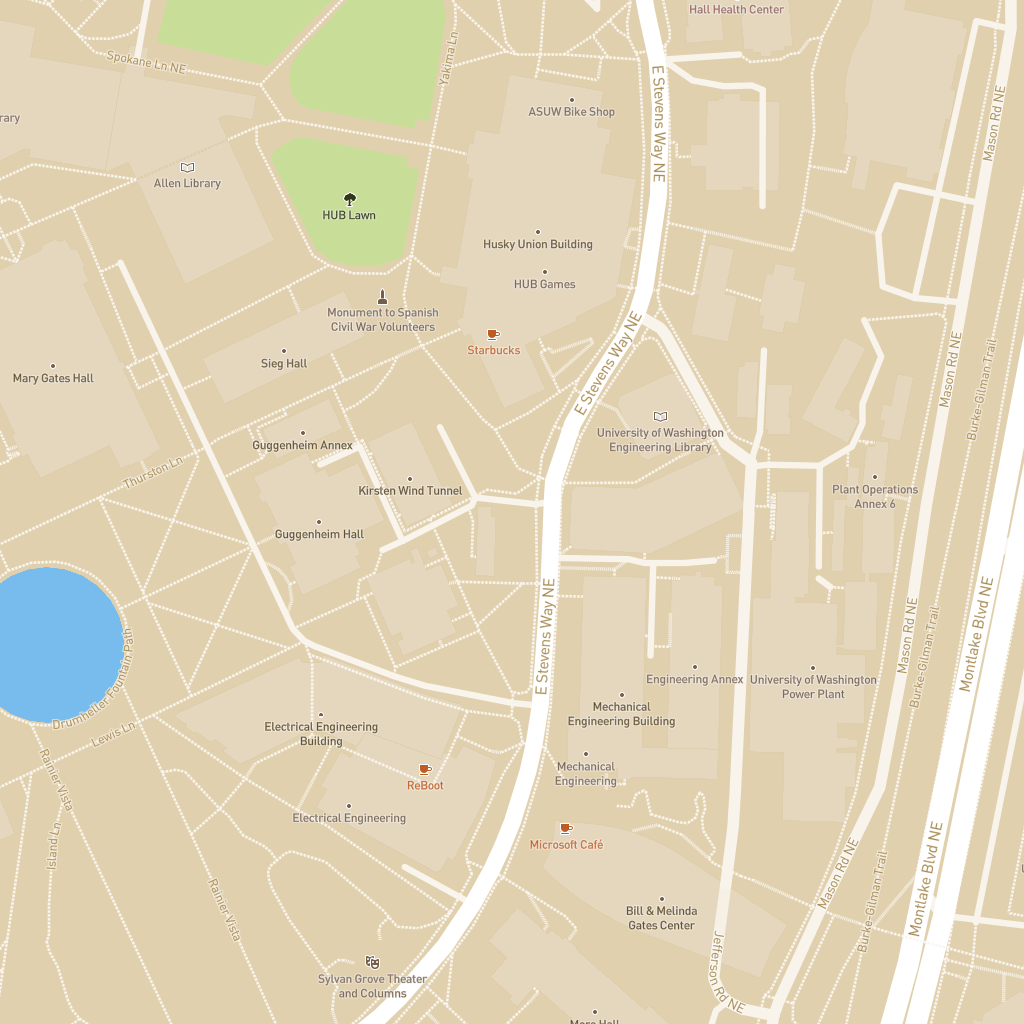 Hall Health Center
Spokane Ln NE
Yakima Ln
E Stevens Way NE
Mason Rd NE
ASUW Bike Shop
rary
Allen Library
HUB Lawn
Husky Union Building
HUB Games
Monument to Spanish
Civil War Volunteers
Starbucks
E Stevens Way NE
Mason Rd NE
Burke-Gilman Trail
Sieg Hall
Mary Gates Hall
University of Washington
Engineering Library
Guggenheim Annex
Thurston Ln
Kirsten Wind Tunnel
Plant Operations
Annex 6
Guggenheim Hall
E Stevens Way NE
Mason Rd NE
Burke-Gilman Trail
Montlake Blvd NE
Drumheller Fountain Path
Engineering Annex
University of Washington
Power Plant
Mechanical
Engineering Building
Lewis Ln
Electrical Engineering
Building
Mechanical
Engineering
Rainier Vista
ReBoot
Electrical Engineering
Island Ln
Microsoft Café
Montlake Blvd NE
Mason Rd NE
Burke-Gilman Trail
Rainier Vista
Bill & Melinda
Gates Center
Jefferson Rd NE
Sylvan Grove Theater
and Columns
More Hall